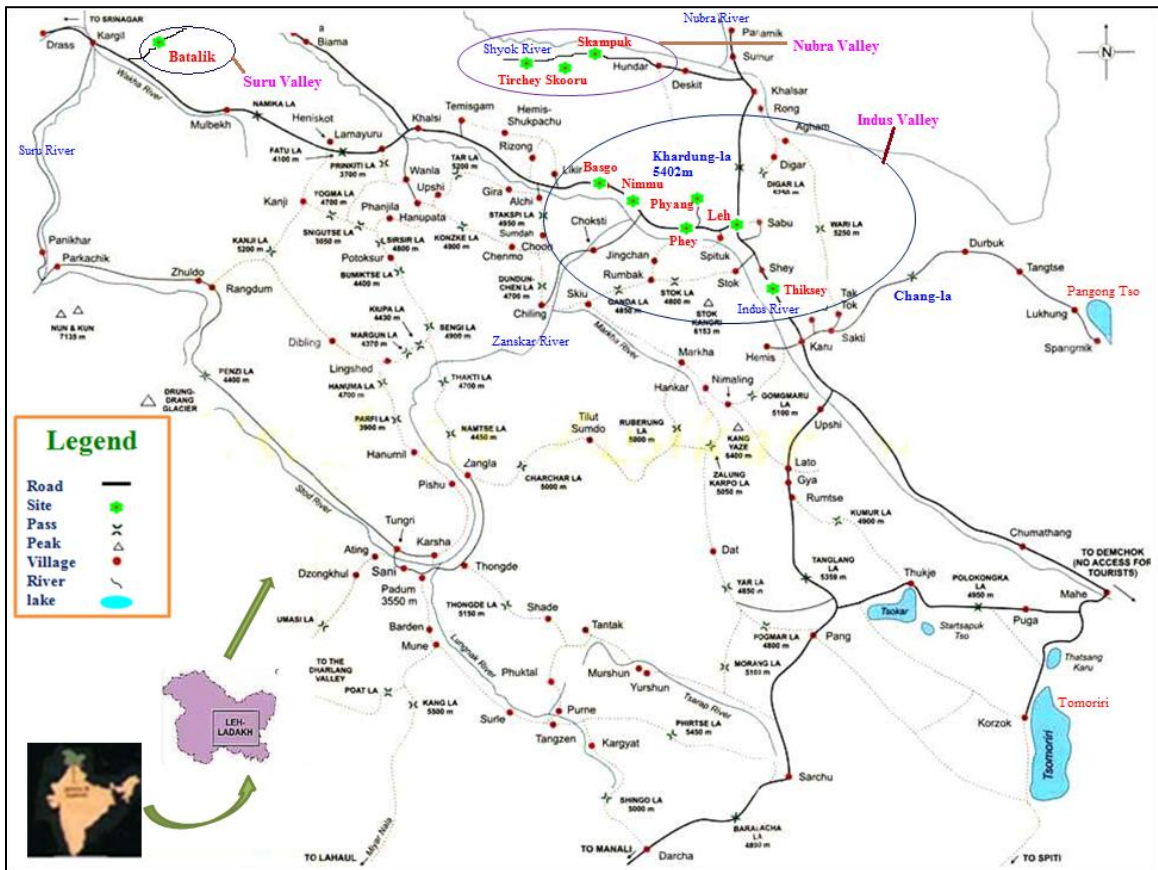 TO SRINAGAR
Kargil
Drass
Batalik
Suru Valley
a
Biama
Shyok River
Skampuk
Tirchey Skooru
Hundar
Deskit
Nubra River
Nubra Valley
Sumur
Khalsar
Rong
Agham
Indus Valley
N
Wakha River
NAMIKA LA
Mulbekh
Heniskot
Lamayuru
FATU LA
4100 m
PRINKITI LA
3700 m
Khalsi
Temisgam
Hemis-
Shukpachu
Rizong
Likir
Wanla
TAR LA
5200 m
Upshi
Gira
Alchi
Suru River
Basgo
Nimmu
Khardung-la
5402m
Phyang
Leh
Phey
Digar
DIGAR LA
Sabu
WARI LA
5250 m
Kanji
YOGMA LA
4700 m
Phanjila
Hanupata
SNIGUTSE LA
5050 m
SIRSIR LA
4800 m
KONZKE LA
4900 m
STAKSPI LA
4950 m
Sumdah
Choon
Chenmo
Choksti
Jingchan
Rumbak
Spituk
Stok
Shey
Thiksey
KANJI LA
5200 m
Potoksur
BUMIKTSE LA
4400 m
DUNDUN-
CHEN LA
4700 m
Skiu
GANDA LA
4850 m
STOK LA
4800 m
STOK
KANGRI
6153 m
Indus River
Tak
Tok
Chang-la
Durbuk
Tangtse
Pangong Tso
Lukhung
Spangmik
Panikhar
Parkachik
Zhuldo
Rangdum
NUN & KUN
7135 m
KIUPA LA
4430 m
MARGUN LA
4370 m
SENGI LA
4900 m
Chiling
Zanskar River
Markha River
Markha
Hemis
Karu
Sakti
Dibling
Lingshed
PENZI LA
4400 m
HANUMA LA
4700 m
THAKTI LA
4700 m
Hankar
Nimaling
GOMGMARU
LA
5100 m
DRUNG-
DRANG
GLACIER
PARFI LA
3900 m
NAMTSE LA
4450 m
Tilut
Sumdo
RUBERUNG
LA
KANG
YAZE
6400 m
Upshi
Legend
Road
Site
Pass
Peak
Village
River
lake
Hanumil
Zangla
Pishu
CHARCHAR LA
5000 m
ZALUNG
KARPO LA
5050 m
Lato
Gya
Rumtse
KUMUR LA
4900 m
Stod River
Tungri
Ating
Karsha
Sani
Dzongkhul
Padum
3550 m
Thongde
Dat
TANGLANG
LA
5359 m
Chumathang
TO DEMCHOK
(NO ACCESS FOR
TOURISTS)
Thukje
POLOKONGKA
LA
4950 m
Mahe
UMASI LA
THONGDE LA
5150 m
Shade
YAR LA
4850 m
Tsokar
Startsapuk
Tso
Puga
Barden
Mune
Lungnak River
Tantak
POGMAR LA
4800 m
Pang
Thatsang
Karu
TO THE
DHARLANG
VALLEY
POAT LA
Phuktal
Murshun
Yurshun
MORANG LA
Tsarap River
LEH-
LADAKH
KANG LA
Surle
Purne
Tangzen
Kargyat
PHIRTSE LA
5450 m
Korzok
Tomoriri
Tsomoriri
Sarchu
SHINGO LA
5000 m
BARALACHA
LA
Miyar Nala
TO LAHAUL
TO MANALI
Darcha
TO SPITI